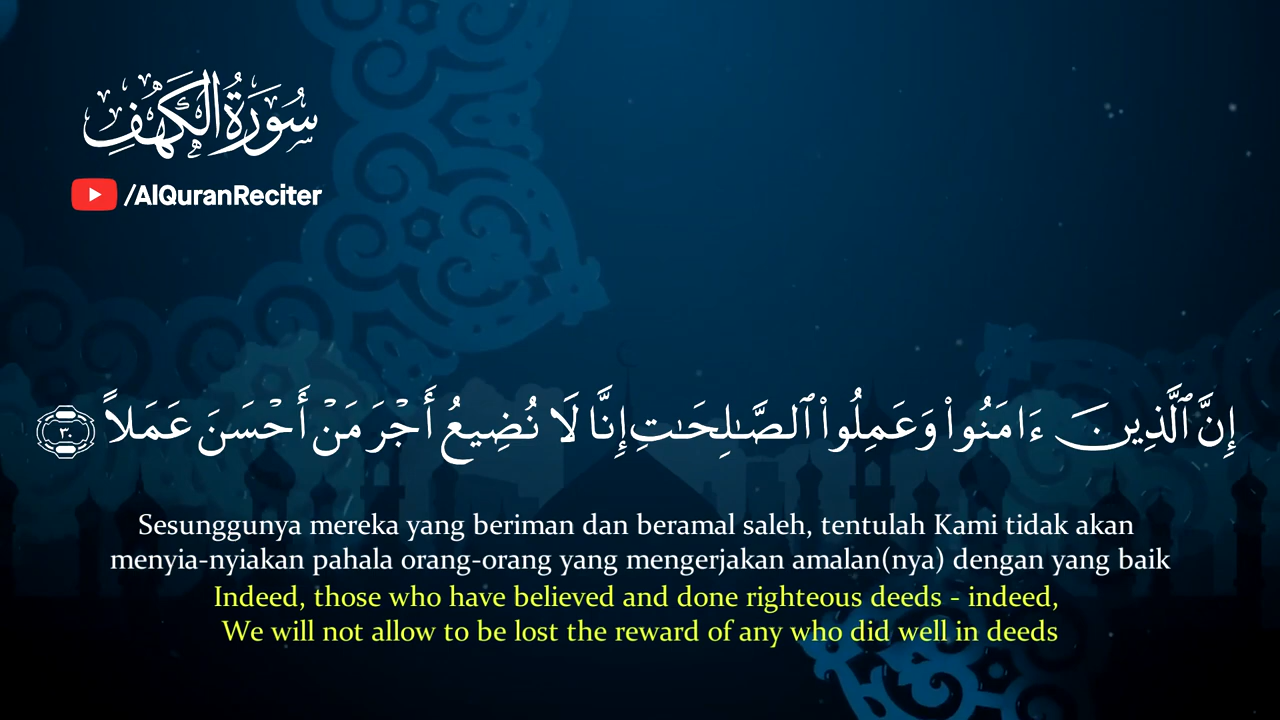 سُورَةُ الْكَهْفِ
/AlQuranReciter
إِنَّ ٱلَّذِينَ ءَامَنُوا۟ وَعَمِلُوا۟ ٱلصَّـٰلِحَـٰتِ إِنَّا لَا نُضِيعُ أَجْرَ مَنْ أَحْسَنَ عَمَلاً ٣٠
Sesunggunya mereka yang beriman dan beramal saleh, tentulah Kami tidak akan
menyia-nyiakan pahala orang-orang yang mengerjakan amalan(nya) dengan yang baik
Indeed, those who have believed and done righteous deeds - indeed,
We will not allow to be lost the reward of any who did well in deeds